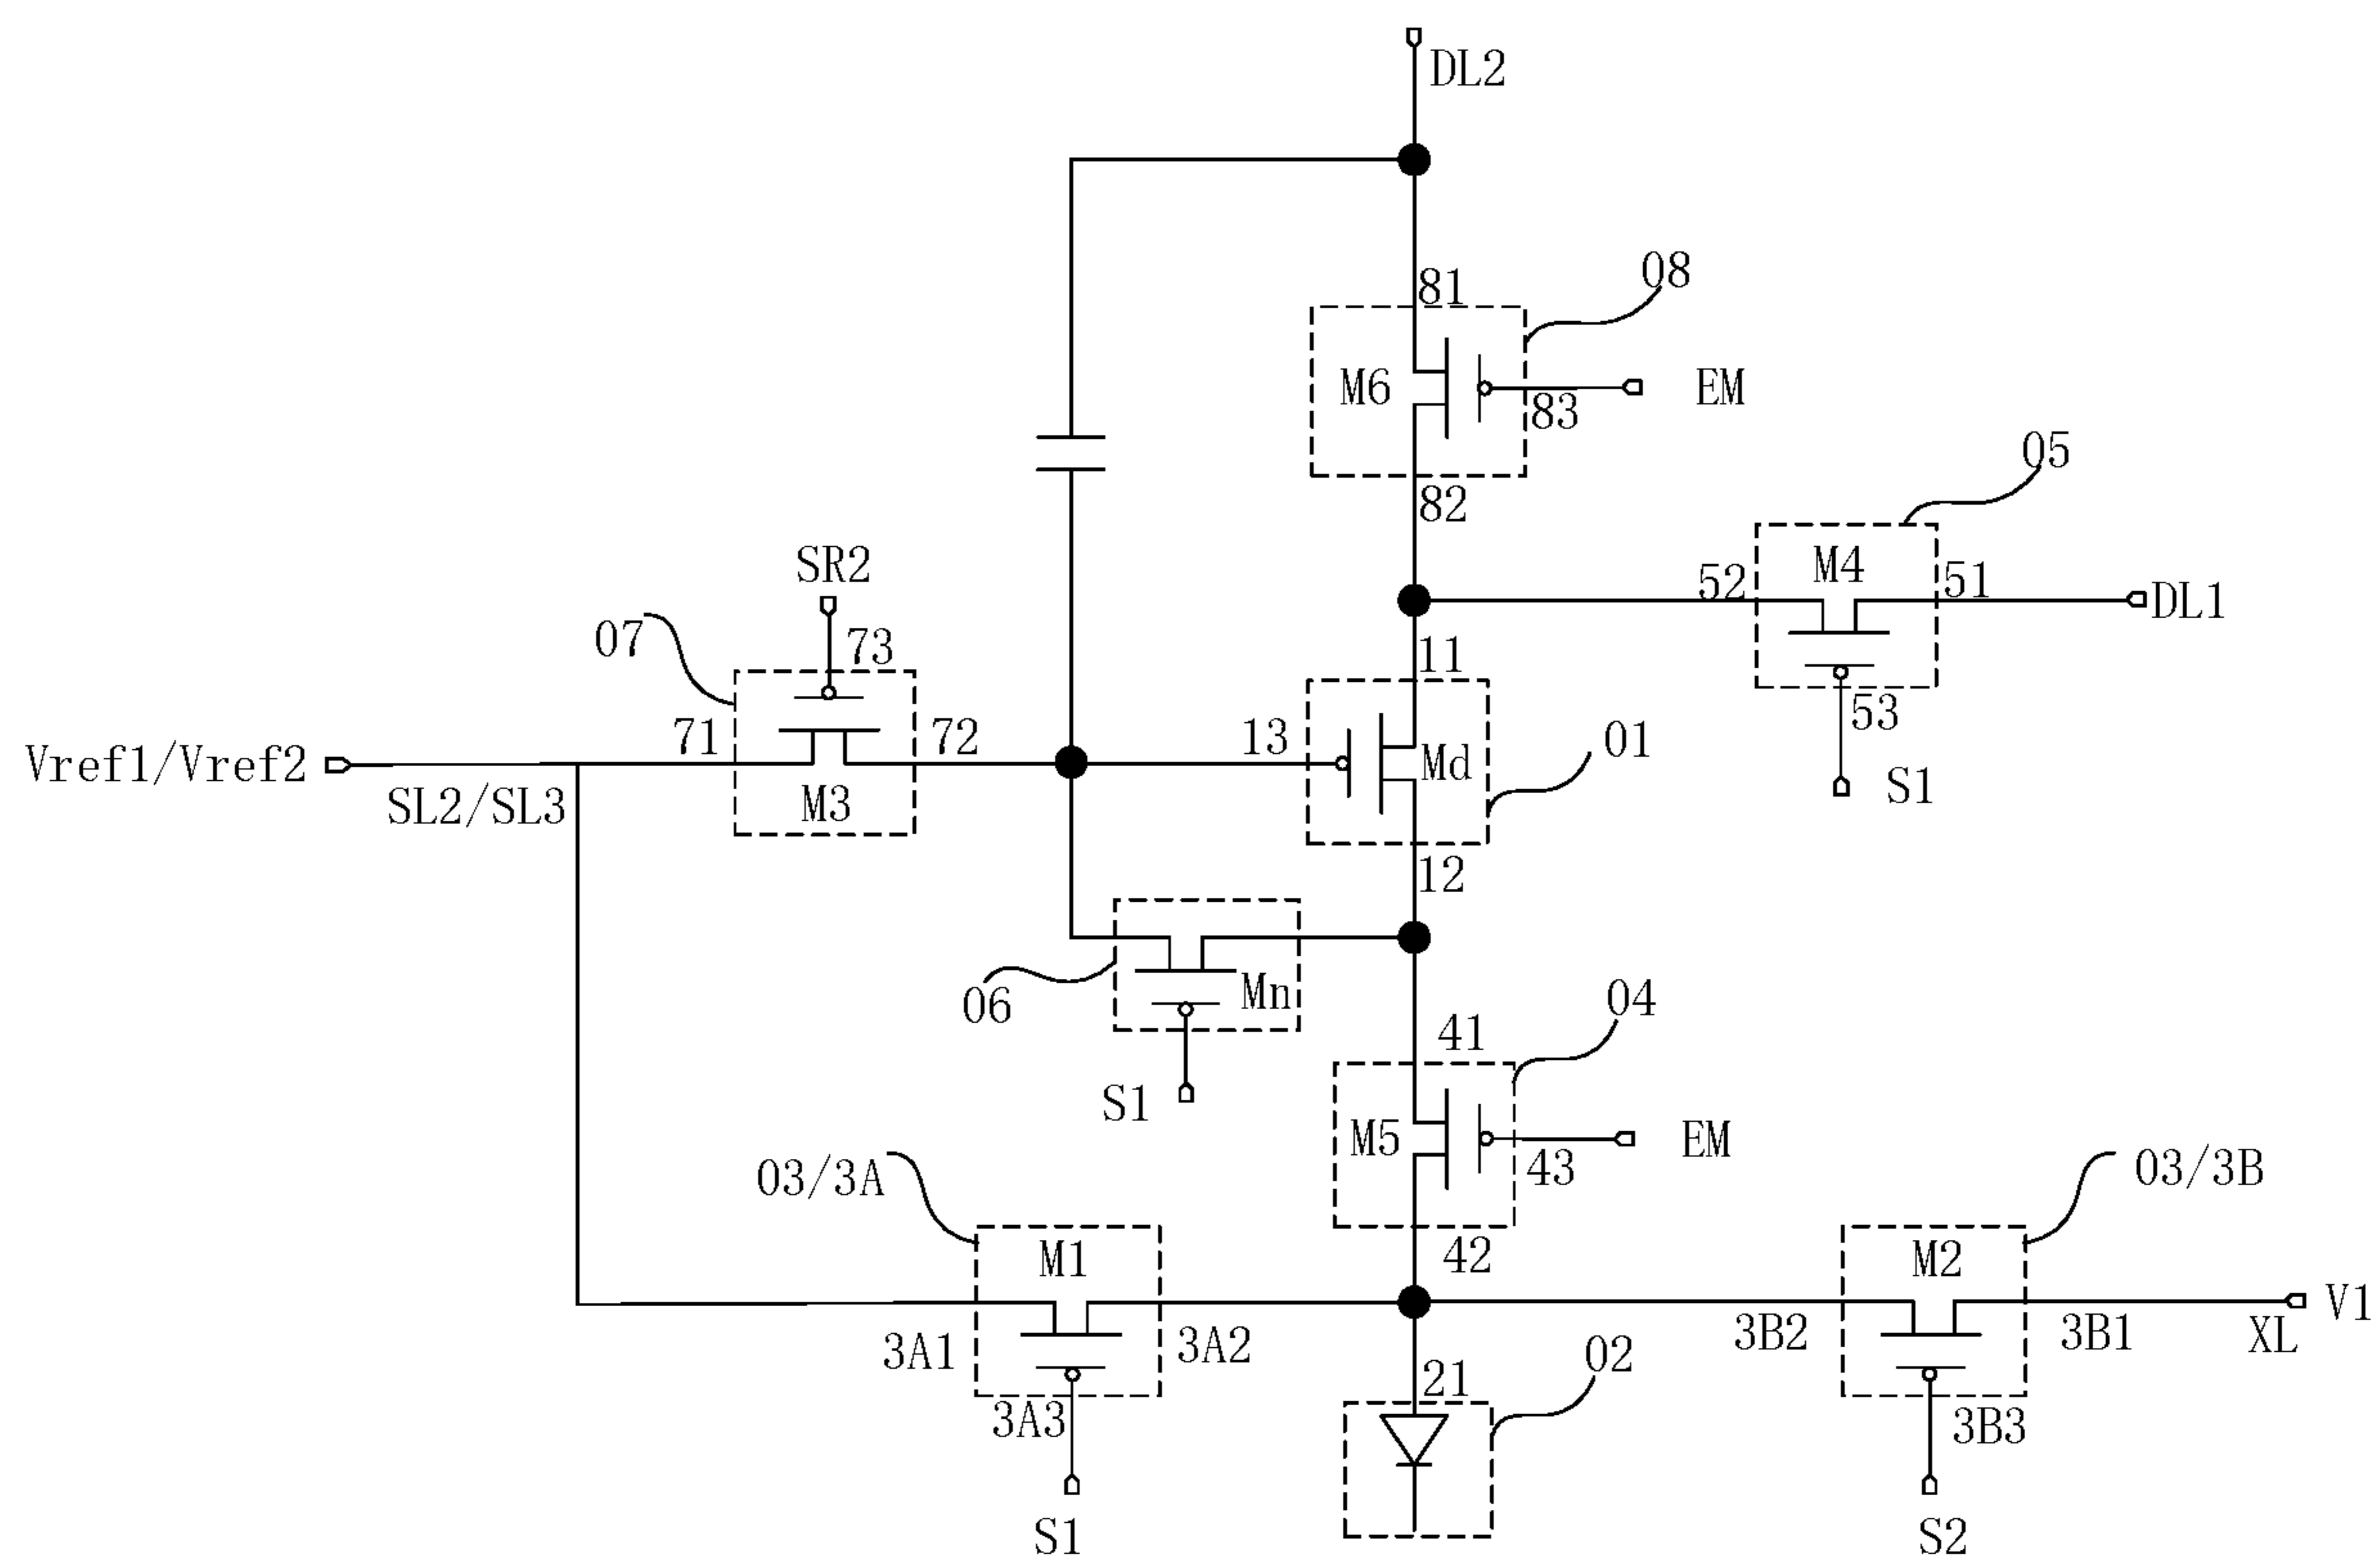 DL2
81
08
M6
EM
83
82
05
SR2
M4
52
51
DL1
07
73
11
53
71
72
13
Md
01
Vref1/Vref2
SL2/SL3
M3
S1
12
06
Mn
04
41
S1
M5
EM
43
03/3A
03/3B
M1
42
M2
V1
3A1
3A2
3B2
3B1
XL
21
02
3A3
3B3
S1
S2